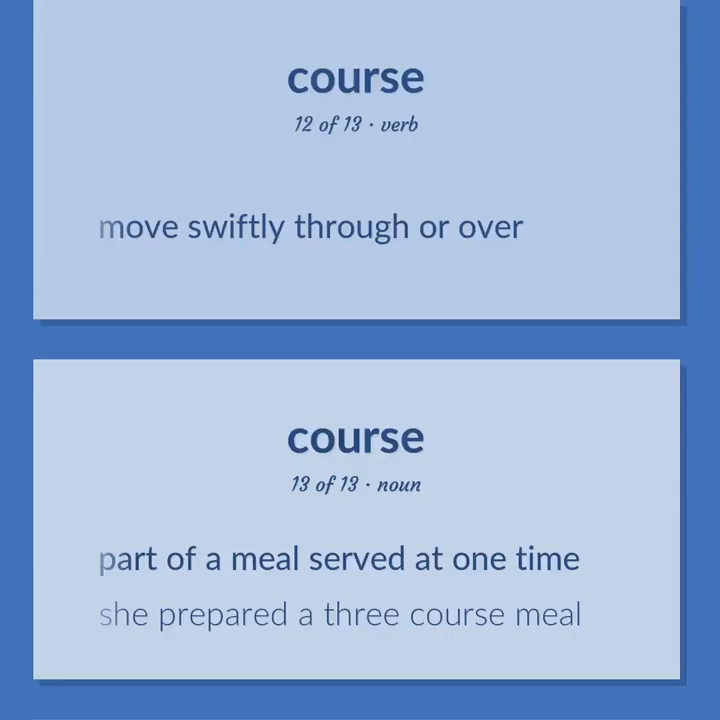 course
12 of 13 · verb
move swiftly through or over
course
13 of 13 · noun
part of a meal served at one time
she prepared a three course meal